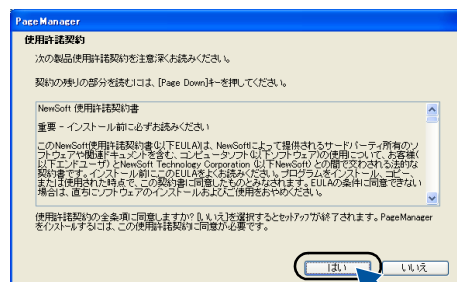 PageManager
使用許諾契約
次の製品使用許諾契約を注意深くお読みください。
契約の残りの部分を読むには、[Page Down]キーを押してください。
NewSoft 使用許諾契約書
重要 - インストール前に必ずお読みください
このNewSoft使用許諾契約書(以下EULA)は、NewSoftによって提供されるサードパーティ所有のソ
フトウェアや関連ドキュメントを含む、コンピュータソフト(以下ソフトウェア)の使用について、お客様(
以下エンドユーザ)とNewSoft Technology Corporation (以下NewSoft) との間で交わされる法的な
契約書です。インストール前にこのEULAをよくお読みください。プログラムをインストール、コピー、
または使用された時点で、この契約書に同意したものとみなされます。EULAの条件に同意できない
場合は、直ちにソフトウェアのインストールおよびご使用をおやめください。
使用許諾契約の全条項に同意しますか? [いいえ]を選択するとセットアップが終了されます。PageManager
をインストールするには、この使用許諾契約に同意が必要です。
はい
いいえ